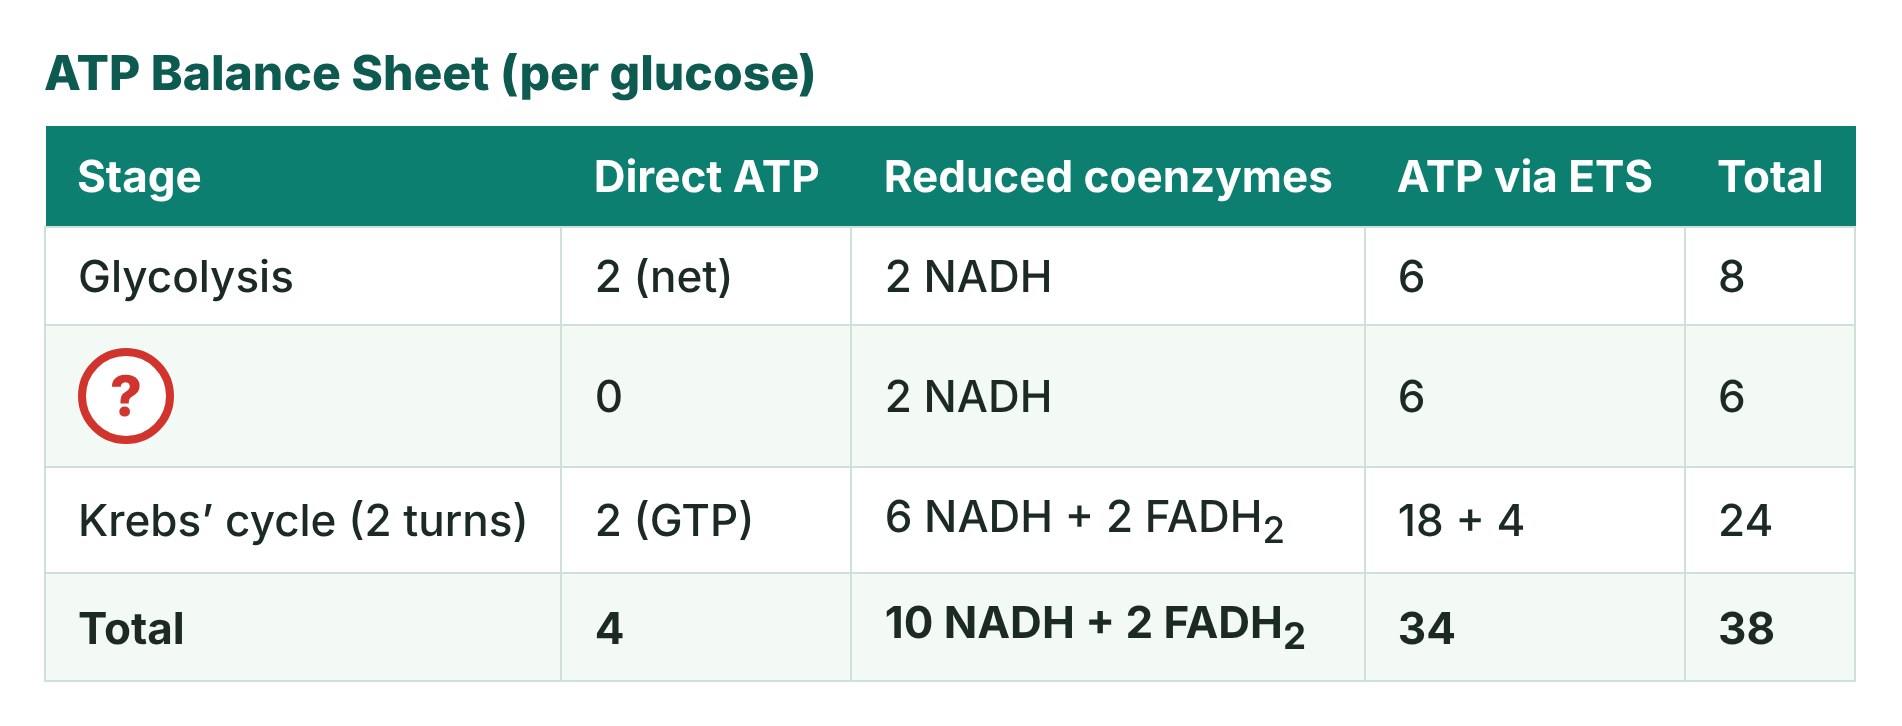 ATP Balance Sheet (per glucose)
Stage Direct ATP Reduced coenzymes ATP via ETS Total
Glycolysis 2 (net) 2 NADH 6 8
? 0 2 NADH 6 6
Krebs’ cycle (2 turns) 2 (GTP) 6 NADH + 2 FADH₂ 18 + 4 24
Total 4 10 NADH + 2 FADH₂ 34 38